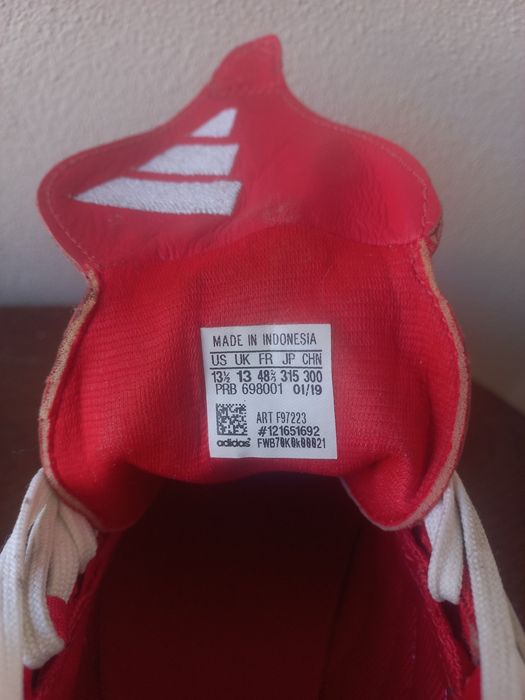 MADE IN INDONESIA
US UK FR JP CHN
13½ 13 48⅔ 315 300
PRB 698001 01/19
ART F97223
#121651692
adidas FWB70K0k00021